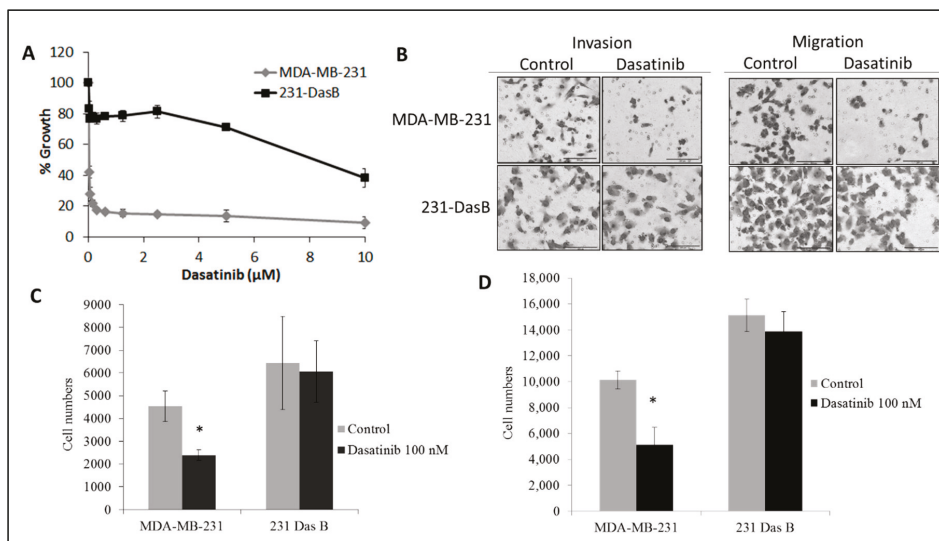 A
120
100
80
60
40
20
0
% Growth
MDA-MB-231
231-DasB
0 2 4 6 8 10
Dasatinib (µM)
B
Invasion Migration
Control Dasatinib Control Dasatinib
MDA-MB-231
231-DasB
C
9000
8000
7000
6000
5000
4000
3000
2000
1000
0
Cell numbers
*
Control
Dasatinib 100 nM
MDA-MB-231 231 Das B
D
18,000
16,000
14,000
12,000
10,000
8,000
6,000
4,000
2,000
0
Cell numbers
*
Control
Dasatinib 100 nM
MDA-MB-231 231 Das B